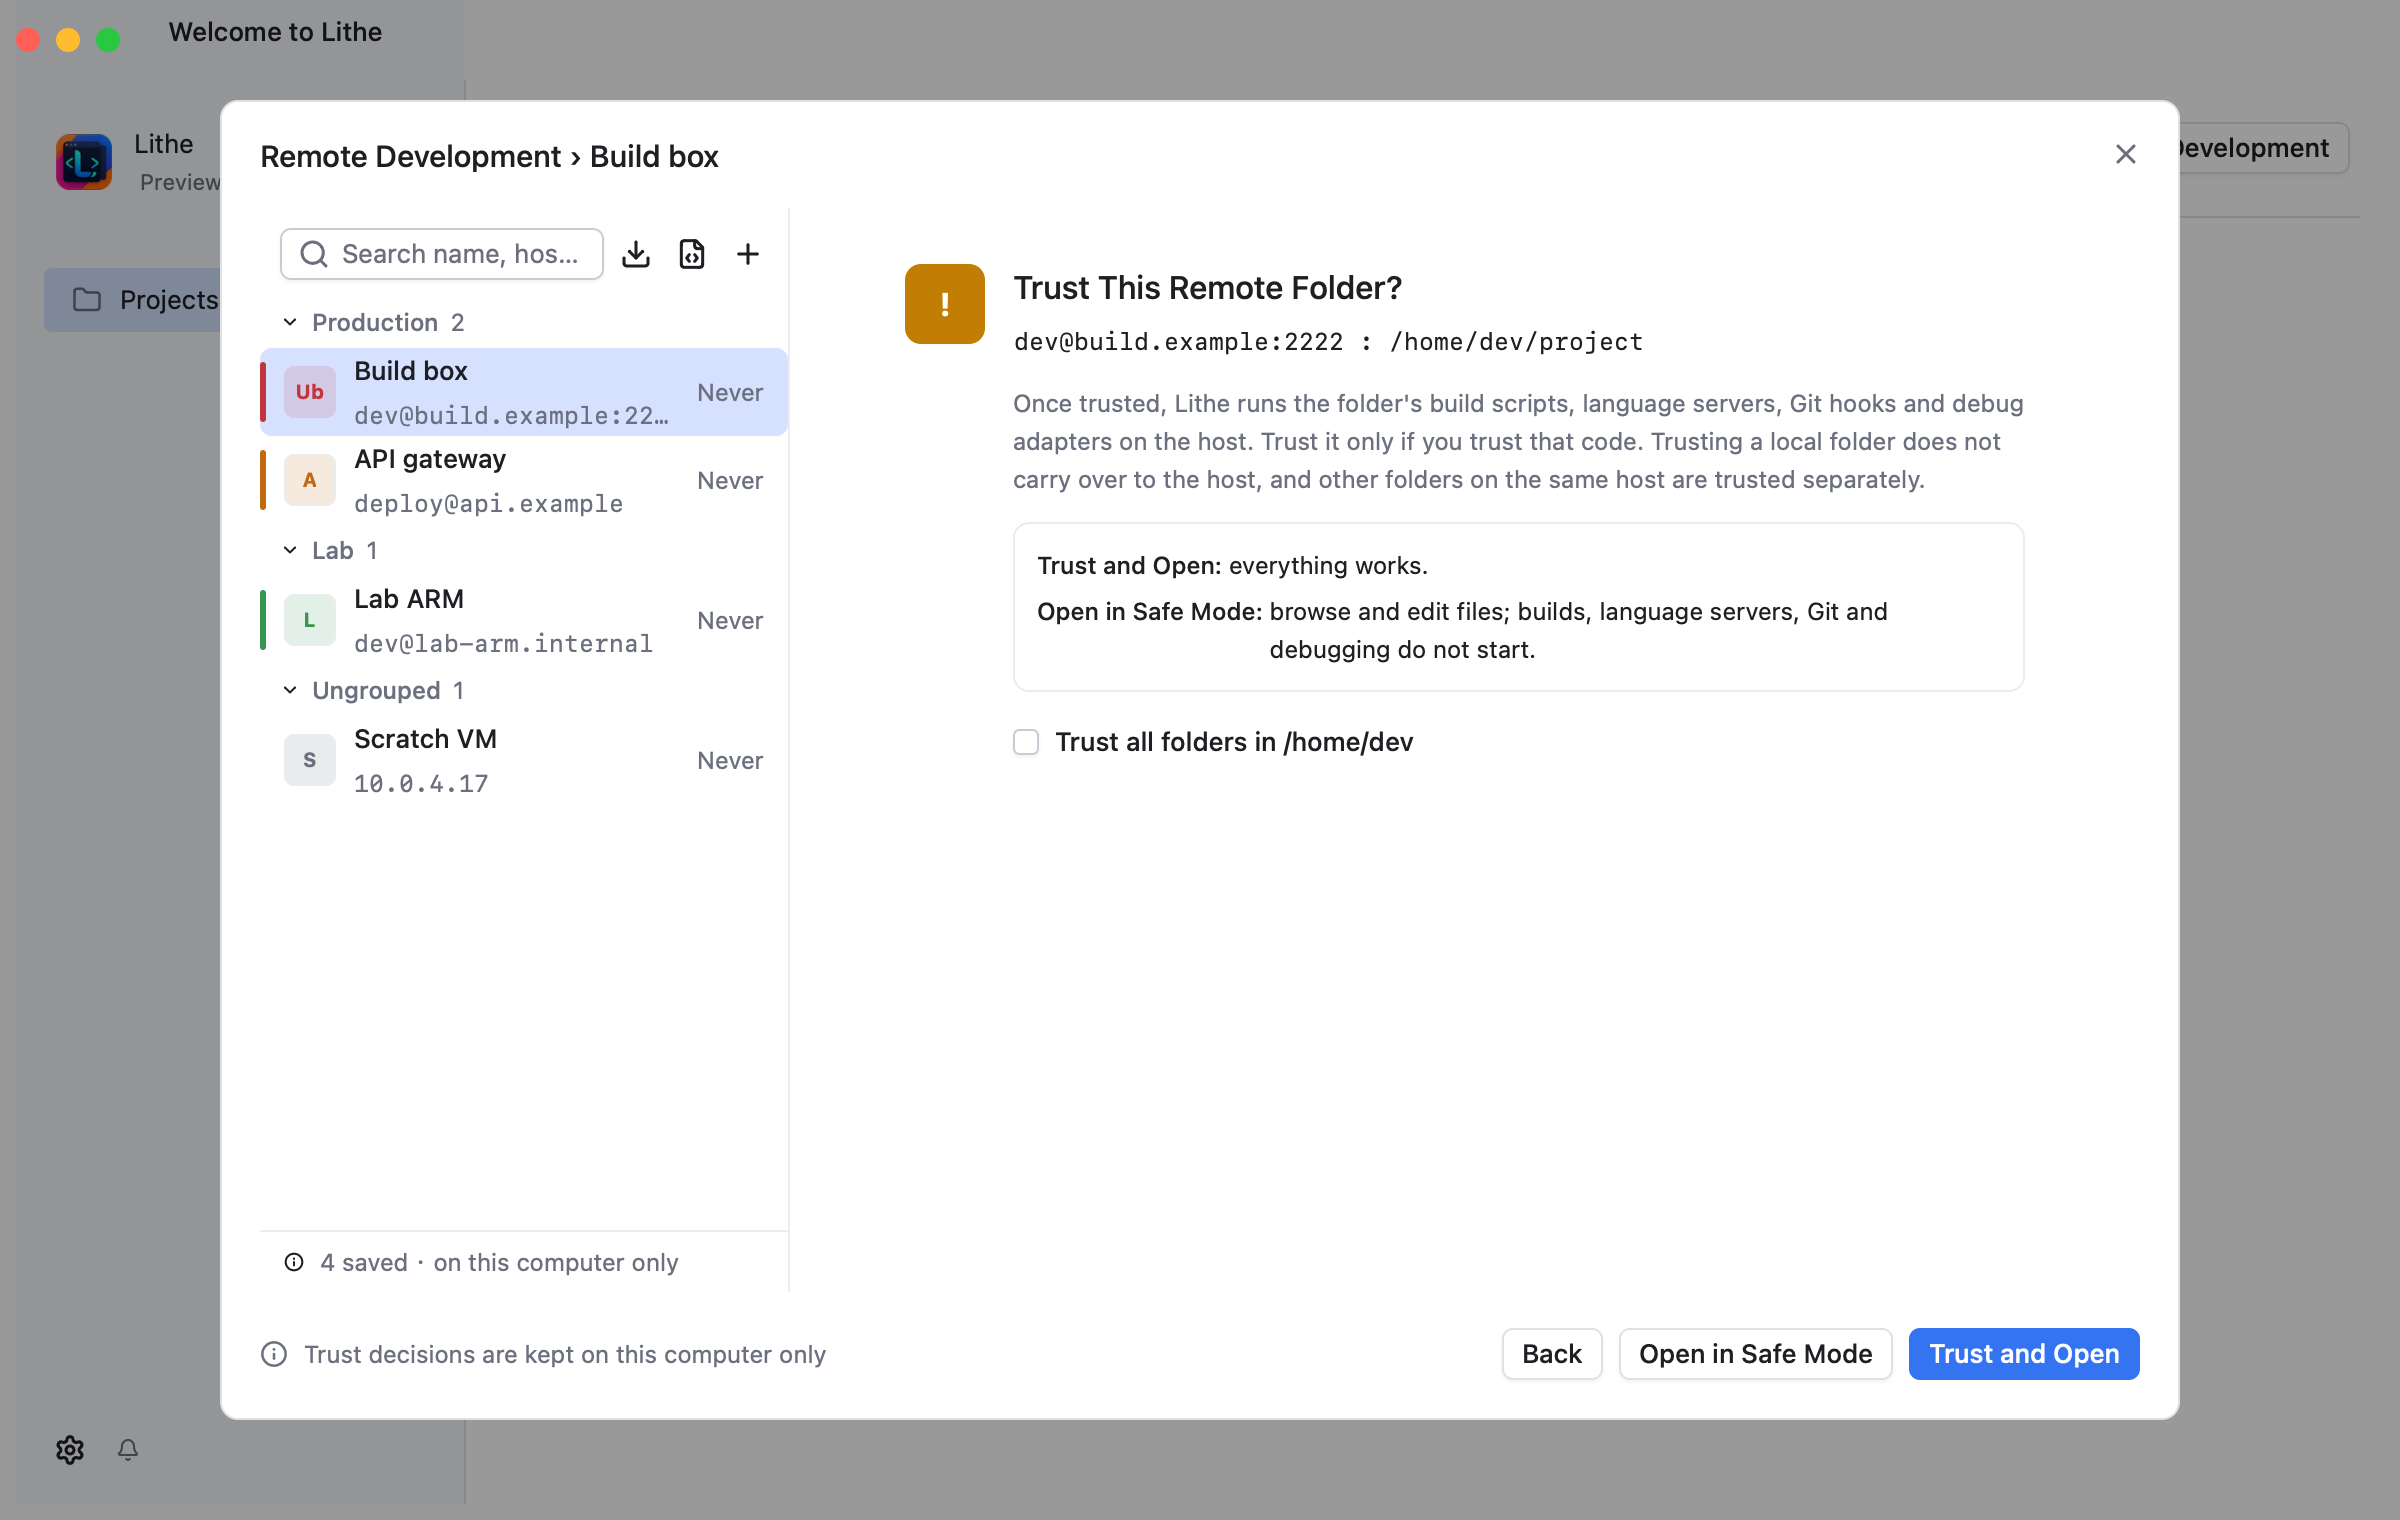 Welcome to Lithe
Lithe
Preview
Projects
Development
Remote Development › Build box
Search name, hos...
Production 2
Ub
Build box
dev@build.example:22…
Never
A
API gateway
deploy@api.example
Never
Lab 1
L
Lab ARM
dev@lab-arm.internal
Never
Ungrouped 1
S
Scratch VM
10.0.4.17
Never
4 saved · on this computer only
!
Trust This Remote Folder?
dev@build.example:2222 : /home/dev/project
Once trusted, Lithe runs the folder's build scripts, language servers, Git hooks and debug
adapters on the host. Trust it only if you trust that code. Trusting a local folder does not
carry over to the host, and other folders on the same host are trusted separately.
Trust and Open: everything works.
Open in Safe Mode: browse and edit files; builds, language servers, Git and
debugging do not start.
Trust all folders in /home/dev
Trust decisions are kept on this computer only
Back
Open in Safe Mode
Trust and Open